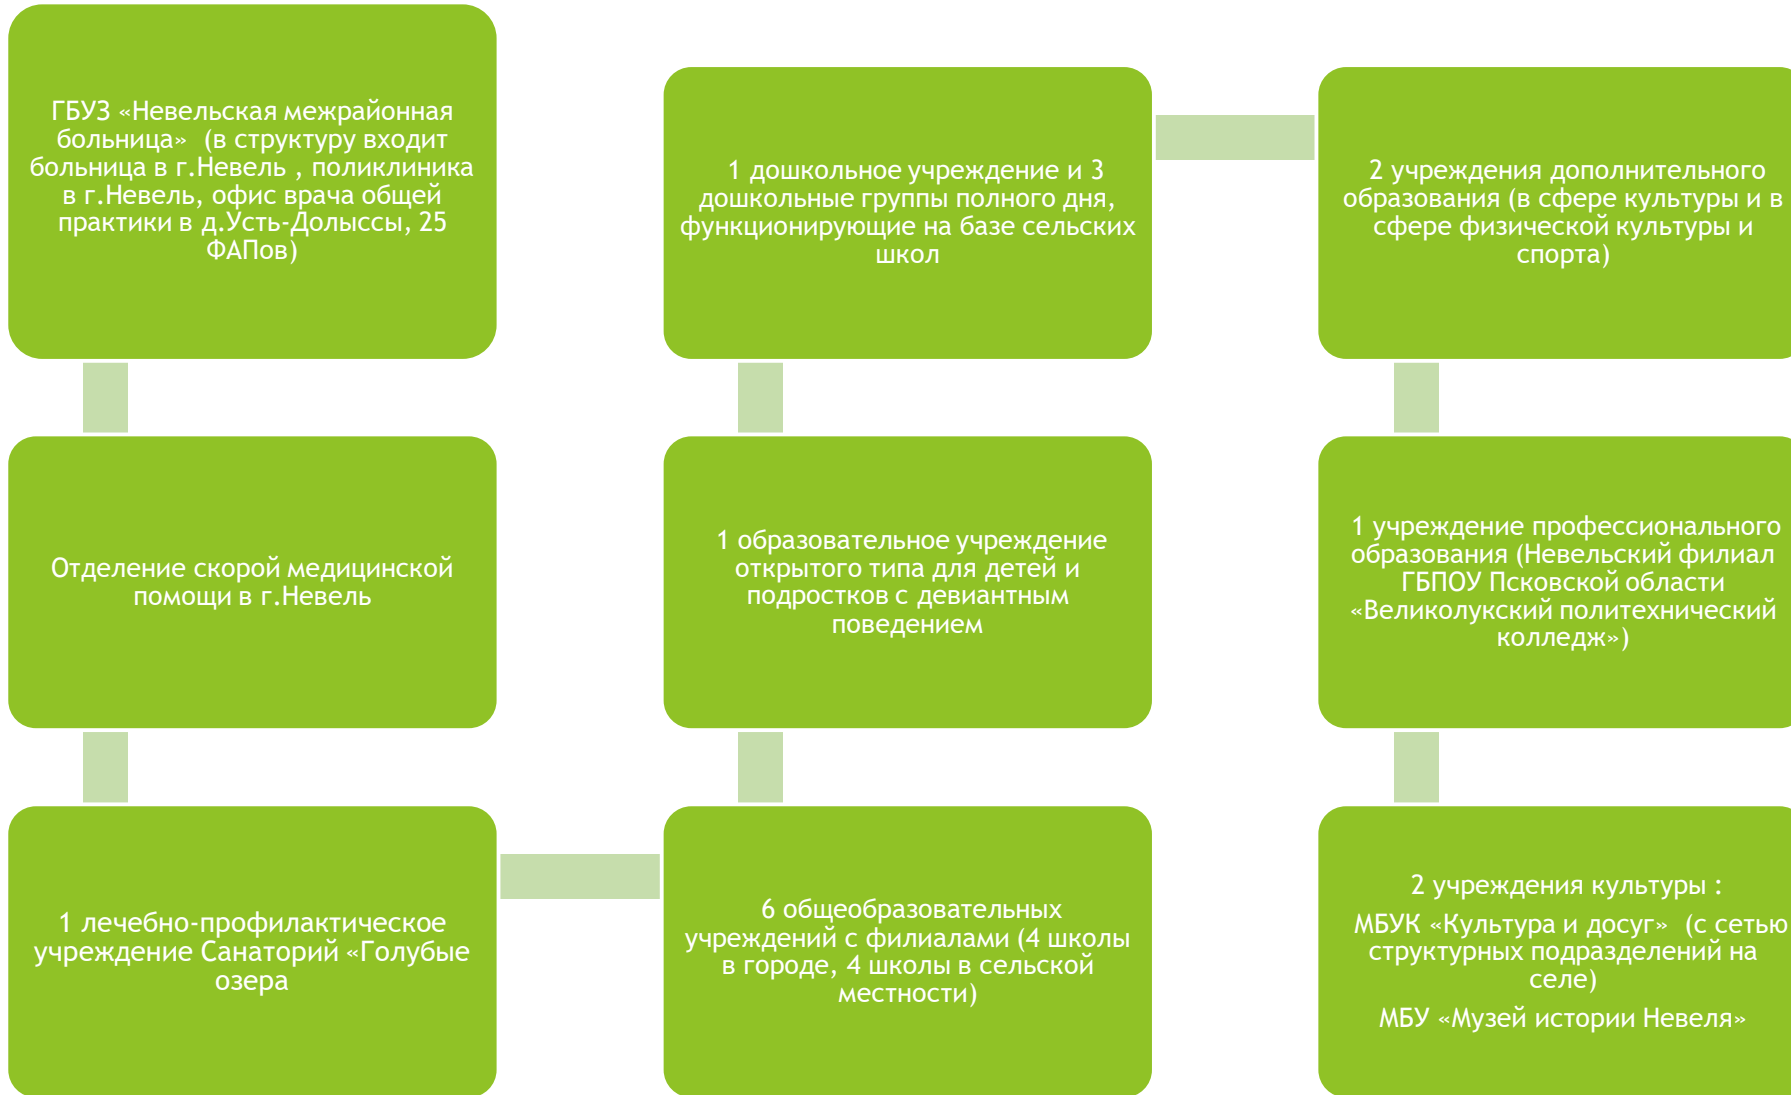 ГБУЗ «Невельская межрайонная
больница» (в структуру входит
больница в г.Невель , поликлиника
в г.Невель, офис врача общей
практики в д.Усть-Долыссы, 25
ФАПов)
Отделение скорой медицинской
помощи в г.Невель
1 лечебно-профилактическое
учреждение Санаторий «Голубые
озера
6 общеобразовательных
учреждений с филиалами (4 школы
в городе, 4 школы в сельской
местности)
1 образовательное учреждение
открытого типа для детей и
подростков с девиантным
поведением
1 дошкольное учреждение и 3
дошкольные группы полного дня,
функционирующие на базе сельских
школ
2 учреждения дополнительного
образования (в сфере культуры и в
сфере физической культуры и
спорта)
1 учреждение профессионального
образования (Невельский филиал
ГБПОУ Псковской области
«Великолукский политехнический
колледж»)
2 учреждения культуры :
МБУК «Культура и досуг» (с сетью
структурных подразделений на
селе)
МБУ «Музей истории Невеля»